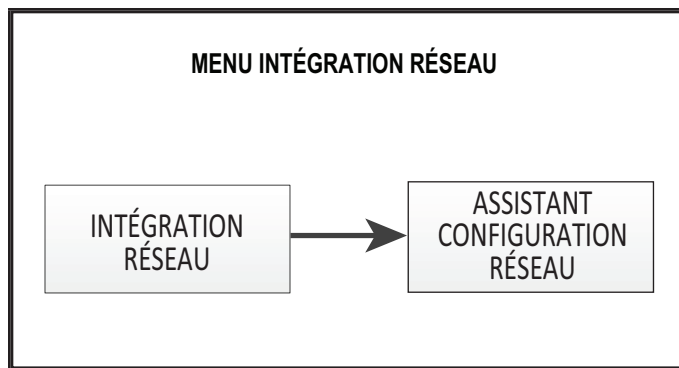 MENU INTÉGRATION RÉSEAU
INTÉGRATION
RÉSEAU
ASSISTANT
CONFIGURATION
RÉSEAU